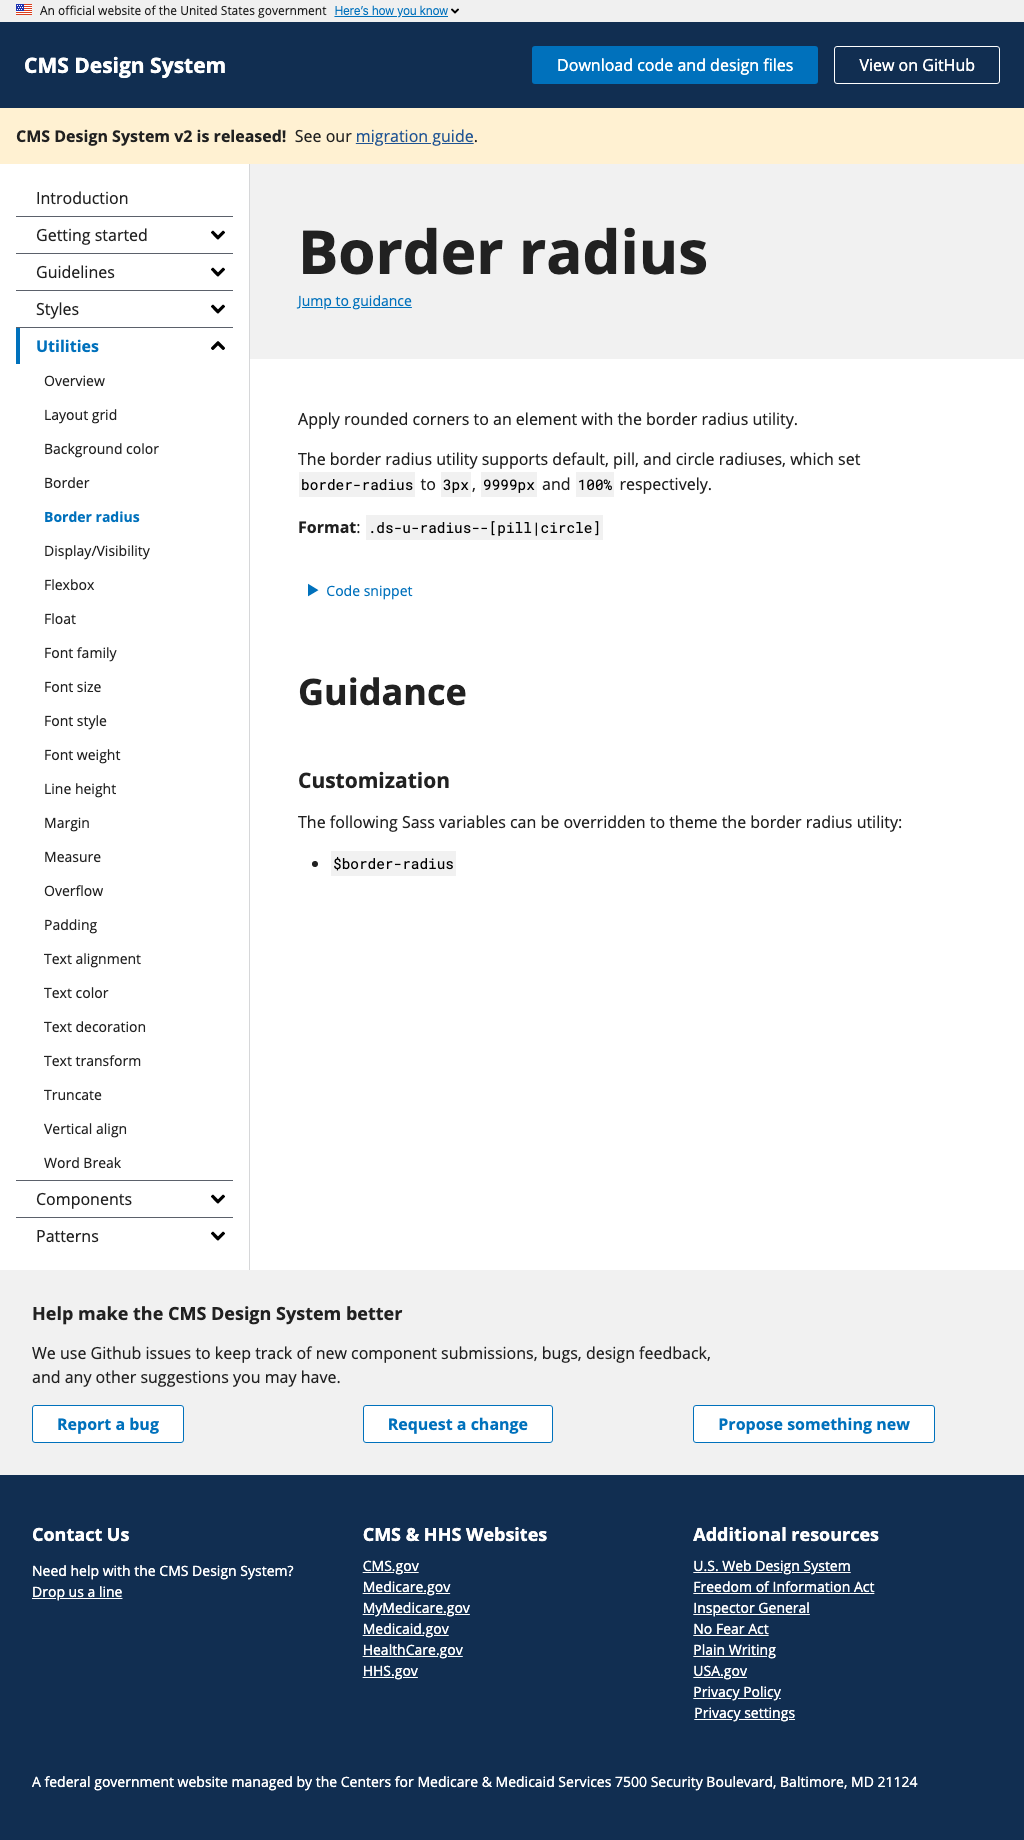 An official website of the United States government Here's how you know
CMS Design System
Download code and design files
View on GitHub
CMS Design System v2 is released! See our migration guide.
Introduction
Getting started
Guidelines
Styles
Utilities
Overview
Layout grid
Background color
Border
Border radius
Display/Visibility
Flexbox
Float
Font family
Font size
Font style
Font weight
Line height
Margin
Measure
Overflow
Padding
Text alignment
Text color
Text decoration
Text transform
Truncate
Vertical align
Word Break
Components
Patterns
Border radius
Jump to guidance
Apply rounded corners to an element with the border radius utility.
The border radius utility supports default, pill, and circle radiuses, which set
border-radius to 3px, 9999px and 100% respectively.
Format: .ds-u-radius--[pill|circle]
Code snippet
Guidance
Customization
The following Sass variables can be overridden to theme the border radius utility:
• $border-radius
Help make the CMS Design System better
We use Github issues to keep track of new component submissions, bugs, design feedback,
and any other suggestions you may have.
Report a bug
Request a change
Propose something new
Contact Us
Need help with the CMS Design System?
Drop us a line
CMS & HHS Websites
CMS.gov
Medicare.gov
MyMedicare.gov
Medicaid.gov
HealthCare.gov
HHS.gov
Additional resources
U.S. Web Design System
Freedom of Information Act
Inspector General
No Fear Act
Plain Writing
USA.gov
Privacy Policy
Privacy settings
A federal government website managed by the Centers for Medicare & Medicaid Services 7500 Security Boulevard, Baltimore, MD 21124